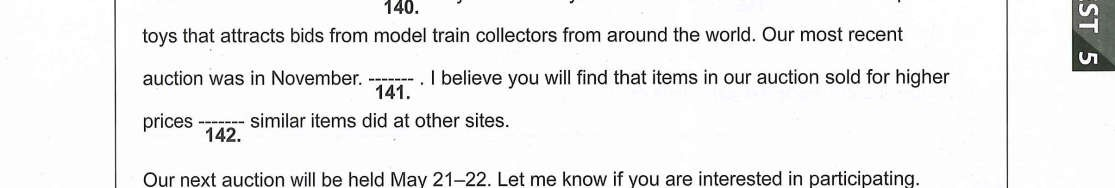 140.
toys that attracts bids from model train collectors from around the world. Our most recent
auction was in November. ------- . I believe you will find that items in our auction sold for higher
141.
prices ------- similar items did at other sites.
142.
Our next auction will be held May 21–22. Let me know if you are interested in participating.
ST 5